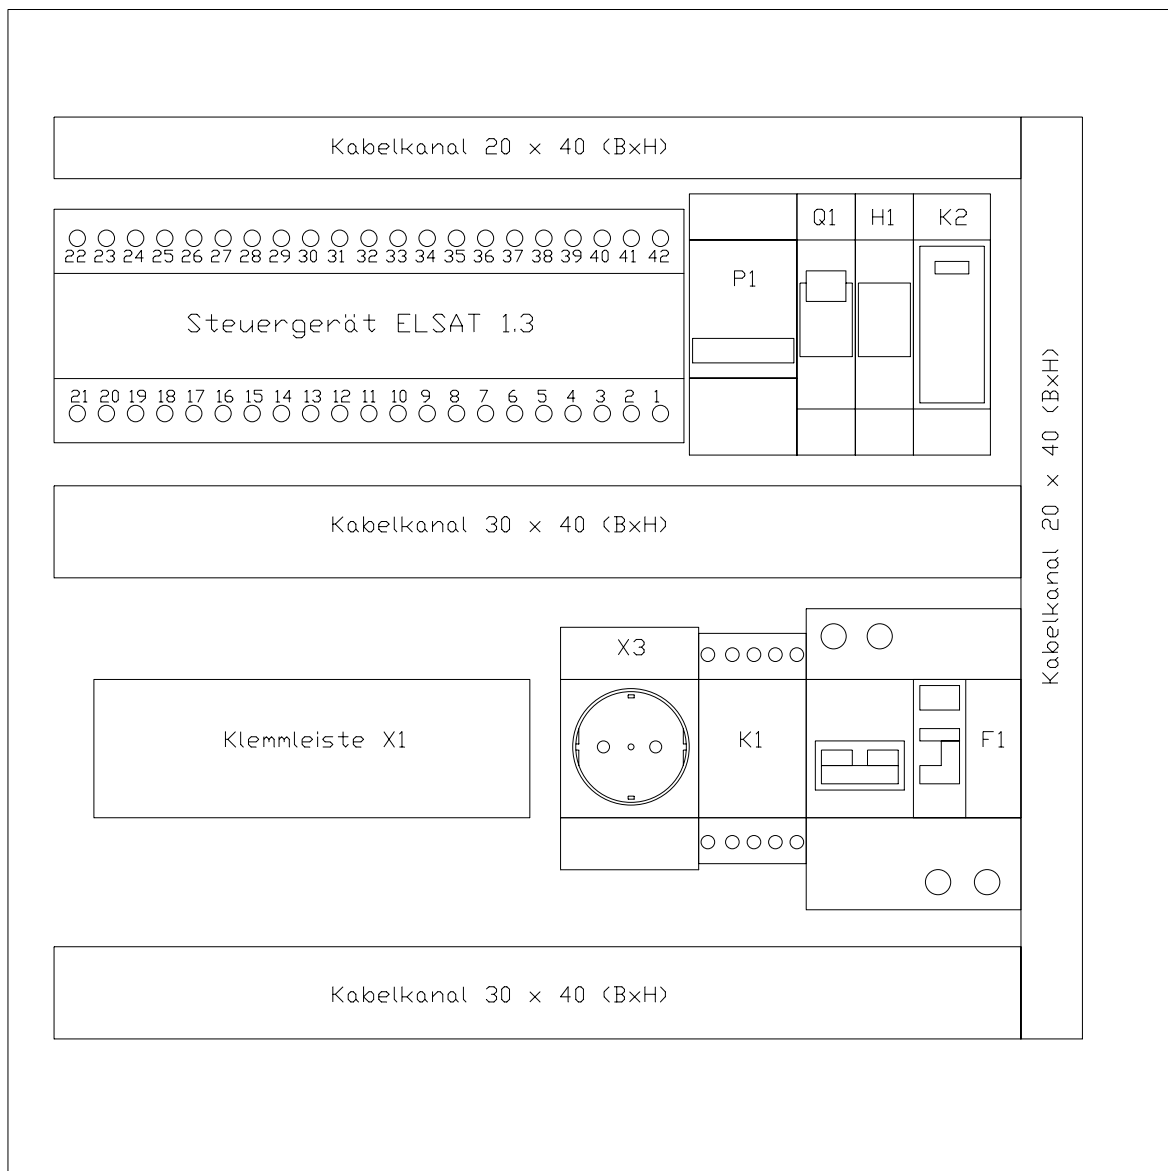 Kabelkanal 20 x 40 (BxH)
Q1 H1 K2
22 23 24 25 26 27 28 29 30 31 32 33 34 35 36 37 38 39 40 41 42
P1
Steuergerät ELSAT 1.3
21 20 19 18 17 16 15 14 13 12 11 10 9 8 7 6 5 4 3 2 1
Kabelkanal 20 x 40 (BxH)
Kabelkanal 30 x 40 (BxH)
X3
Klemmleiste X1
K1
F1
Kabelkanal 30 x 40 (BxH)